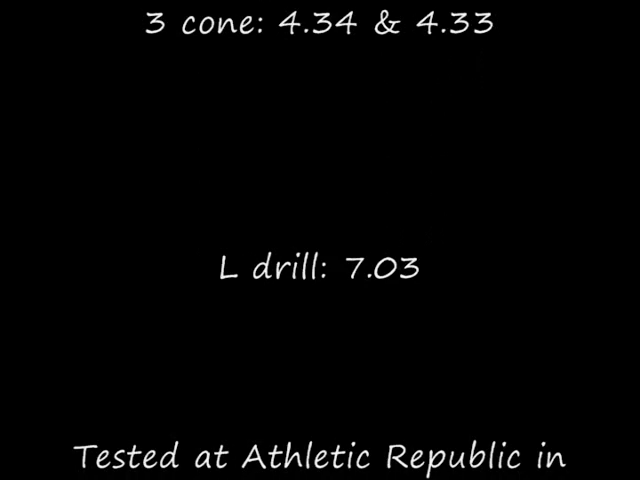 3 cone: 4.34 & 4.33
L drill: 7.03
Tested at Athletic Republic in